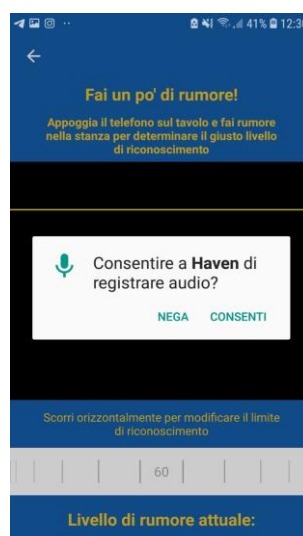 41% 12:36
Fai un po' di rumore!
Appoggia il telefono sul tavolo e fai rumore
nella stanza per determinare il giusto livello
di riconoscimento
Consentire a Haven di
registrare audio?
NEGA CONSENTI
Scorri orizzontalmente per modificare il limite
di riconoscimento
60
Livello di rumore attuale: